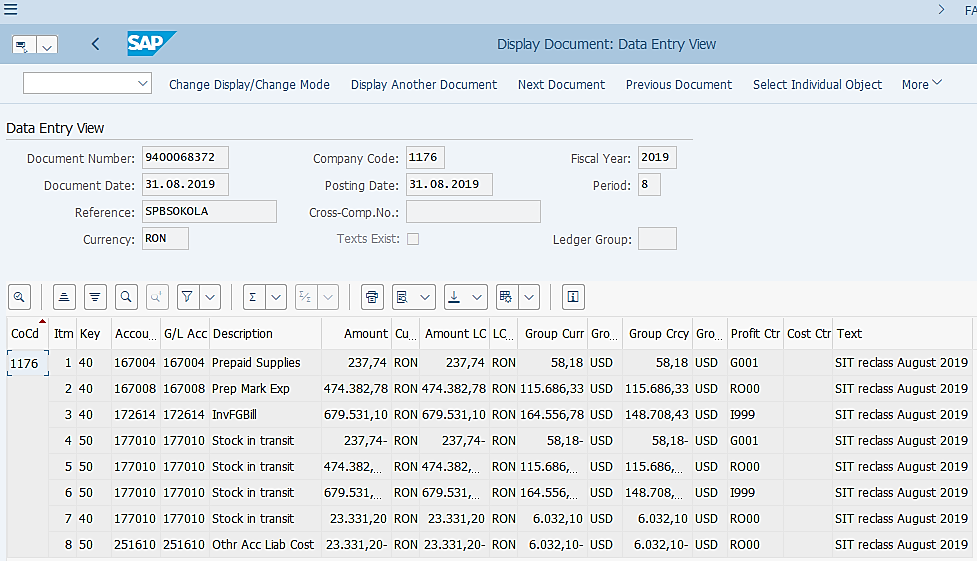 FA
SAP Display Document: Data Entry View
Change Display/Change Mode Display Another Document Next Document Previous Document Select Individual Object More
Data Entry View
Document Number: 9400068372 Company Code: 1176 Fiscal Year: 2019
Document Date: 31.08.2019 Posting Date: 31.08.2019 Period: 8
Reference: SPBSOKOLA Cross-Comp.No.:
Currency: RON Texts Exist: Ledger Group:
CoCd Itm Key Accou... G/L Acc Description Amount Cu... Amount LC LC... Group Curr Gro... Group Crcy Gro... Profit Ctr Cost Ctr Text
1176 1 40 167004 167004 Prepaid Supplies 237,74 RON 237,74 RON 58,18 USD 58,18 USD G001 SIT reclass August 2019
2 40 167008 167008 Prep Mark Exp 474.382,78 RON 474.382,78 RON 115.686,33 USD 115.686,33 USD RO00 SIT reclass August 2019
3 40 172614 172614 InvFGBill 679.531,10 RON 679.531,10 RON 164.556,78 USD 148.708,43 USD I999 SIT reclass August 2019
4 50 177010 177010 Stock in transit 237,74- RON 237,74- RON 58,18- USD 58,18- USD G001 SIT reclass August 2019
5 50 177010 177010 Stock in transit 474.382,... RON 474.382,... RON 115.686,... USD 115.686,... USD RO00 SIT reclass August 2019
6 50 177010 177010 Stock in transit 679.531,... RON 679.531,... RON 164.556,... USD 148.708,... USD I999 SIT reclass August 2019
7 40 177010 177010 Stock in transit 23.331,20 RON 23.331,20 RON 6.032,10 USD 6.032,10 USD RO00 SIT reclass August 2019
8 50 251610 251610 Othr Acc Liab Cost 23.331,20- RON 23.331,20- RON 6.032,10- USD 6.032,10- USD RO00 SIT reclass August 2019